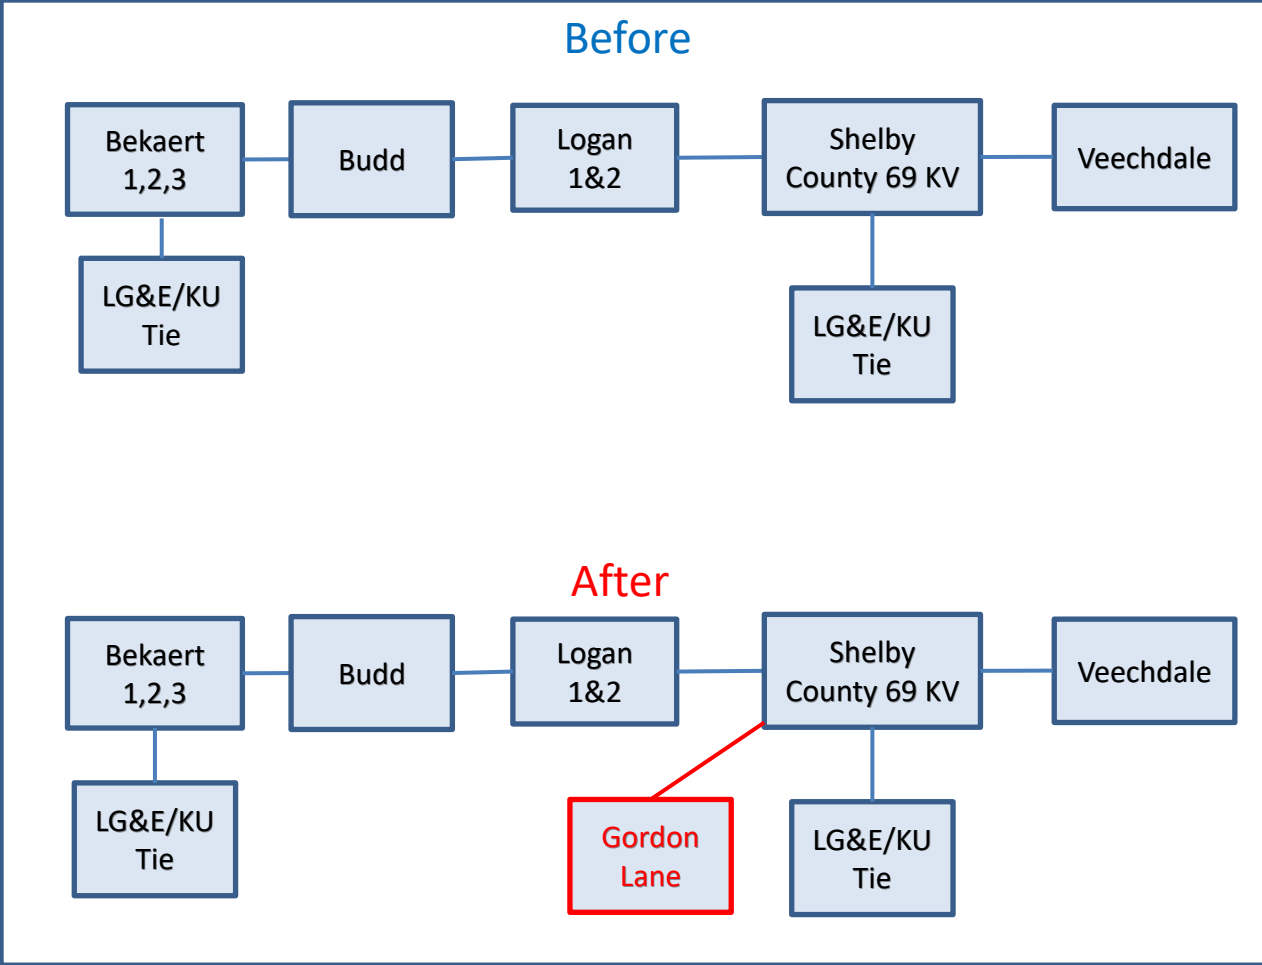 Before
Bekaert
1,2,3
Budd
Logan
1&2
Shelby
County 69 KV
Veechdale
LG&E/KU
Tie
LG&E/KU
Tie
After
Bekaert
1,2,3
Budd
Logan
1&2
Shelby
County 69 KV
Veechdale
LG&E/KU
Tie
Gordon
Lane
LG&E/KU
Tie